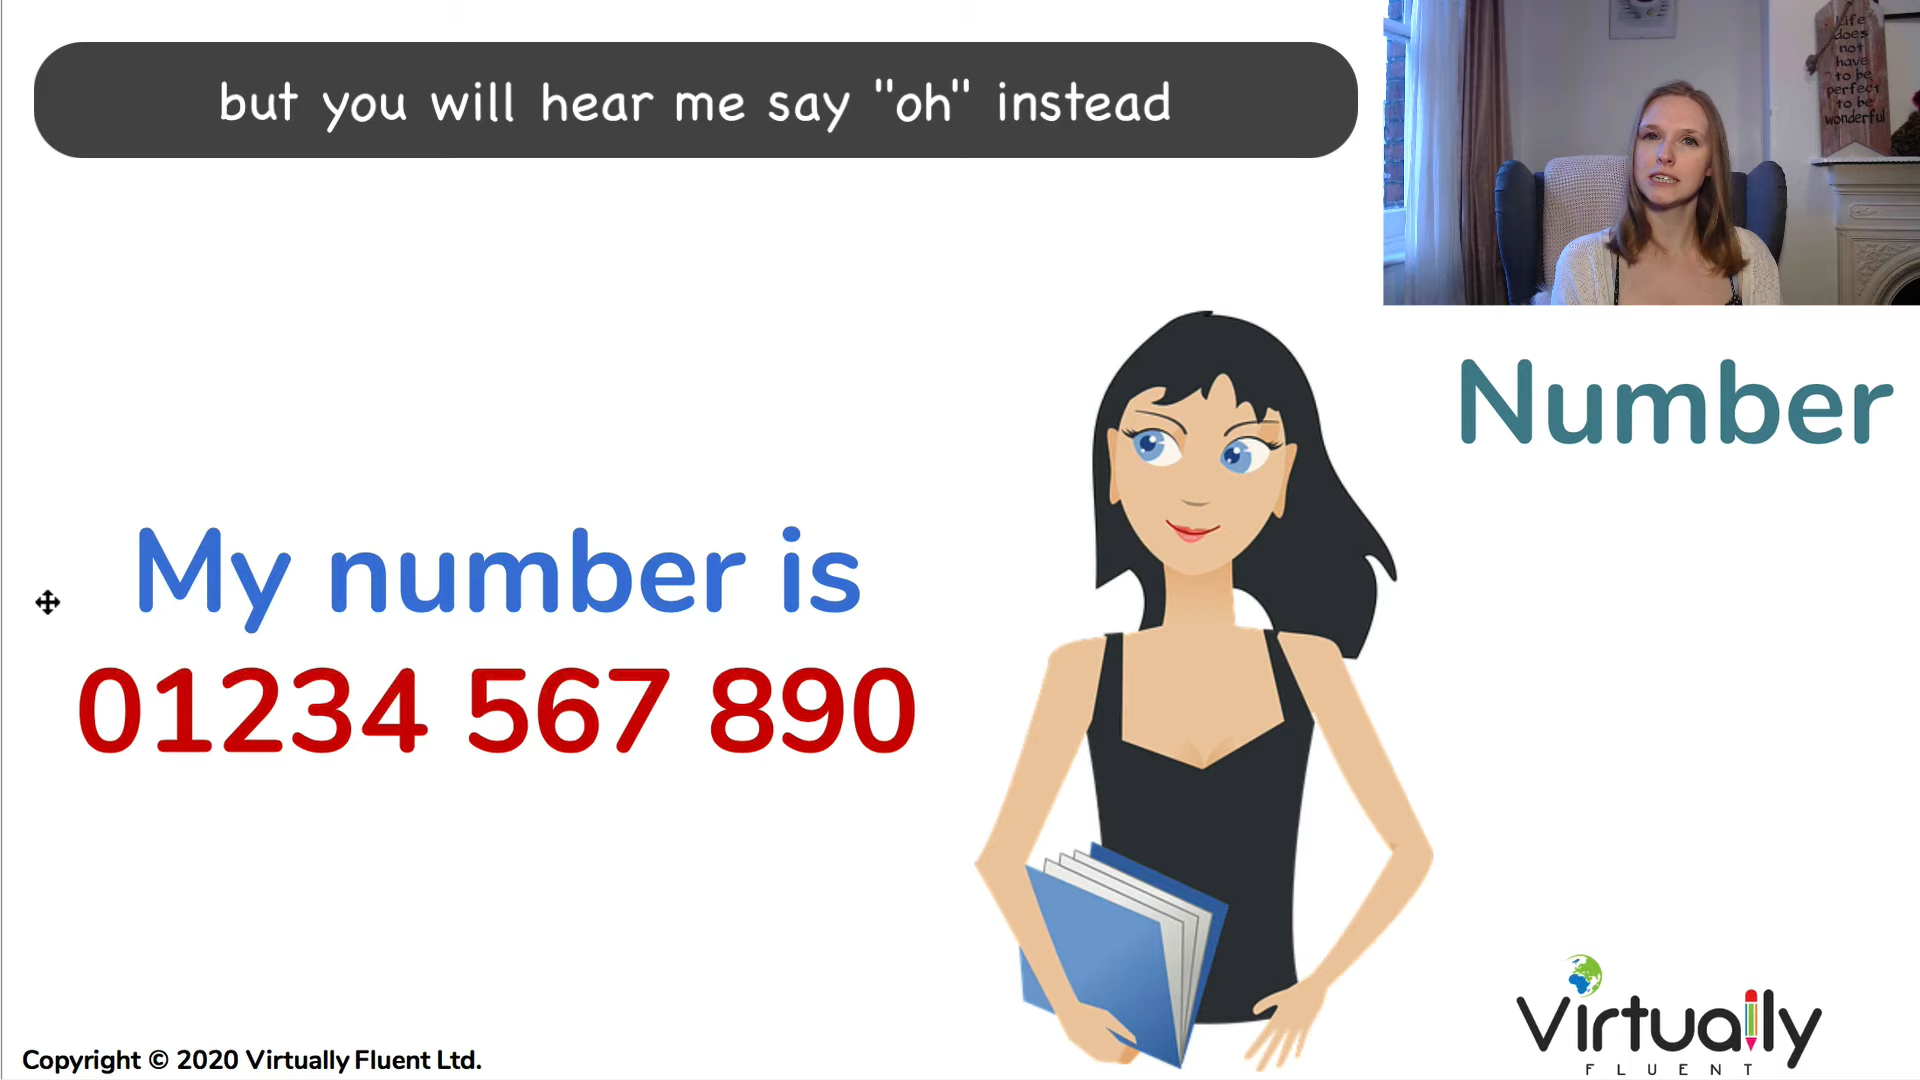 but you will hear me say "oh" instead
Life
does
not
have
to be
perfect
to be
wonderful
Number
My number is
01234 567 890
Virtually
FLUENT
Copyright © 2020 Virtually Fluent Ltd.